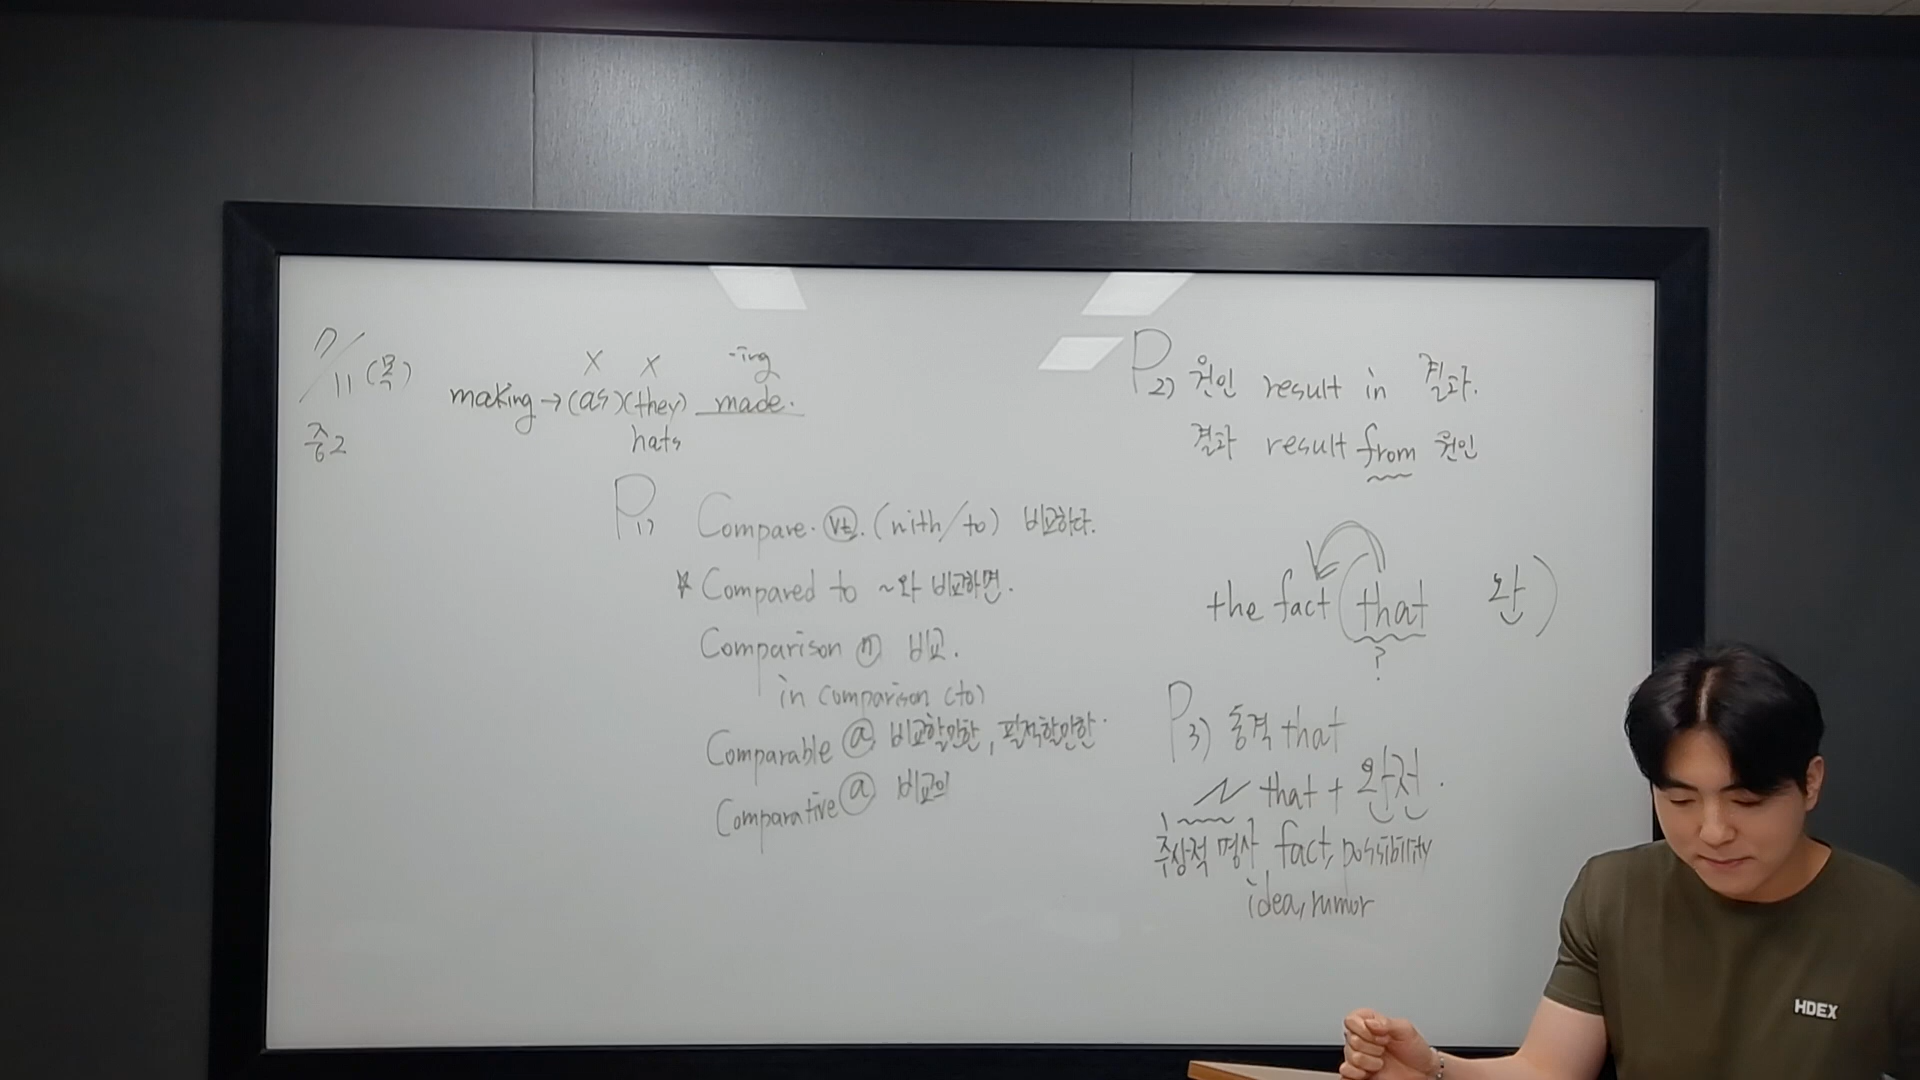 7/11 (목)
중2
X X -ing
making → (as)(they) made.
hats
P1) Compare. vt. (with/to) 비교하다.
* Compared to ~와 비교하면.
Comparison n 비교.
in comparison (to)
Comparable a 비교할만한, 필적할만한.
Comparative a 비교의
P2) 원인 result in 결과.
결과 result from 원인
the fact (that 완)
?
P3) 동격 that
N that + 완전.
추상적 명사 fact, possibility
idea, rumor
HDEX